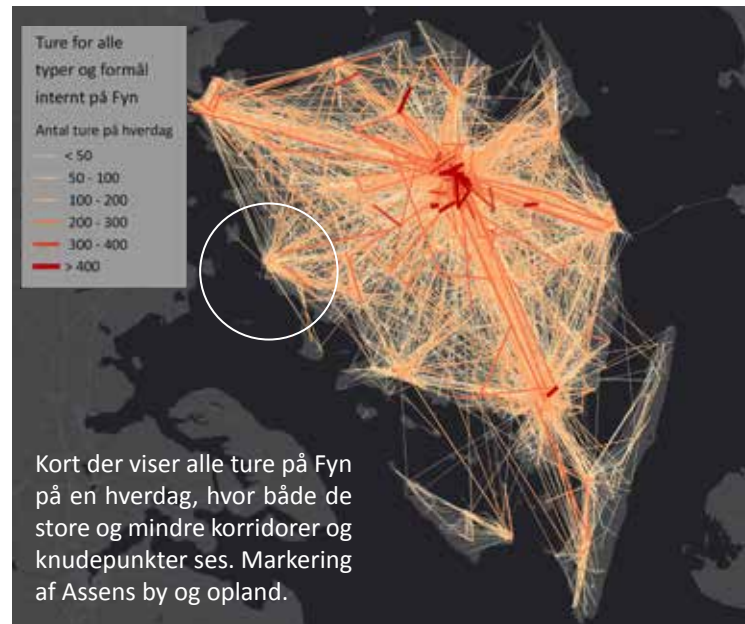 Ture for alle
typer og formål
internt på Fyn
Antal ture på hverdag
< 50
50 - 100
100 - 200
200 - 300
300 - 400
> 400
Kort der viser alle ture på Fyn
på en hverdag, hvor både de
store og mindre korridorer og
knudepunkter ses. Markering
af Assens by og opland.